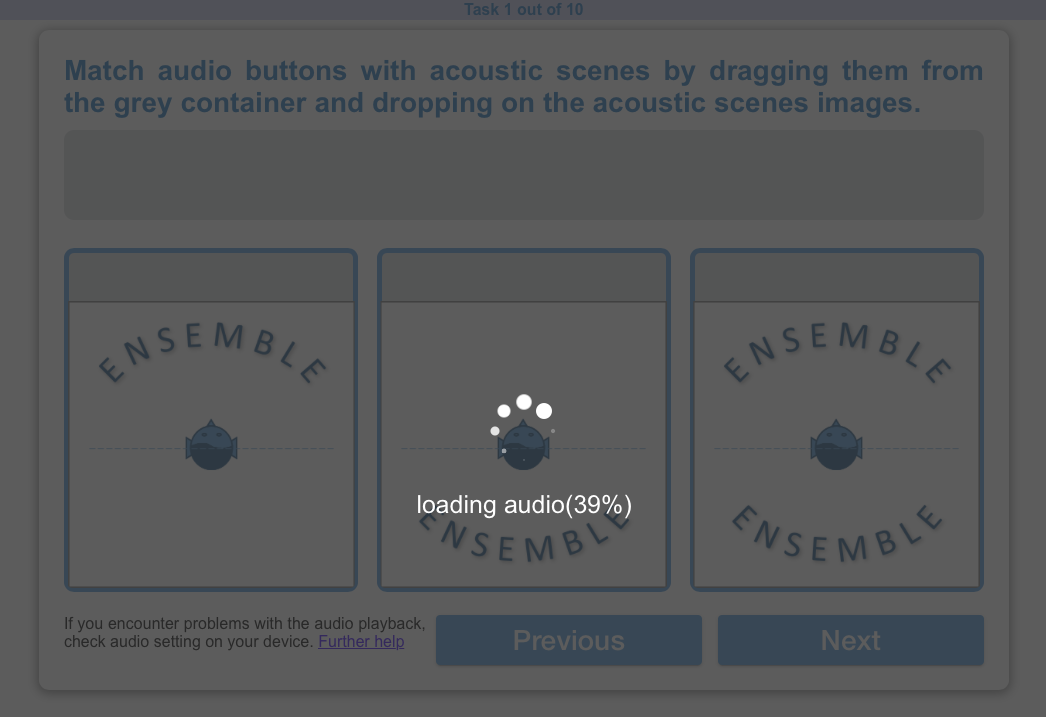 Task 1 out of 10
Match audio buttons with acoustic scenes by dragging them from
the grey container and dropping on the acoustic scenes images.
ENSEMBLE
ENSEMBLE
loading audio(39%)
ENSEMBLE
ENSEMBLE
If you encounter problems with the audio playback,
check audio setting on your device. Further help
Previous
Next